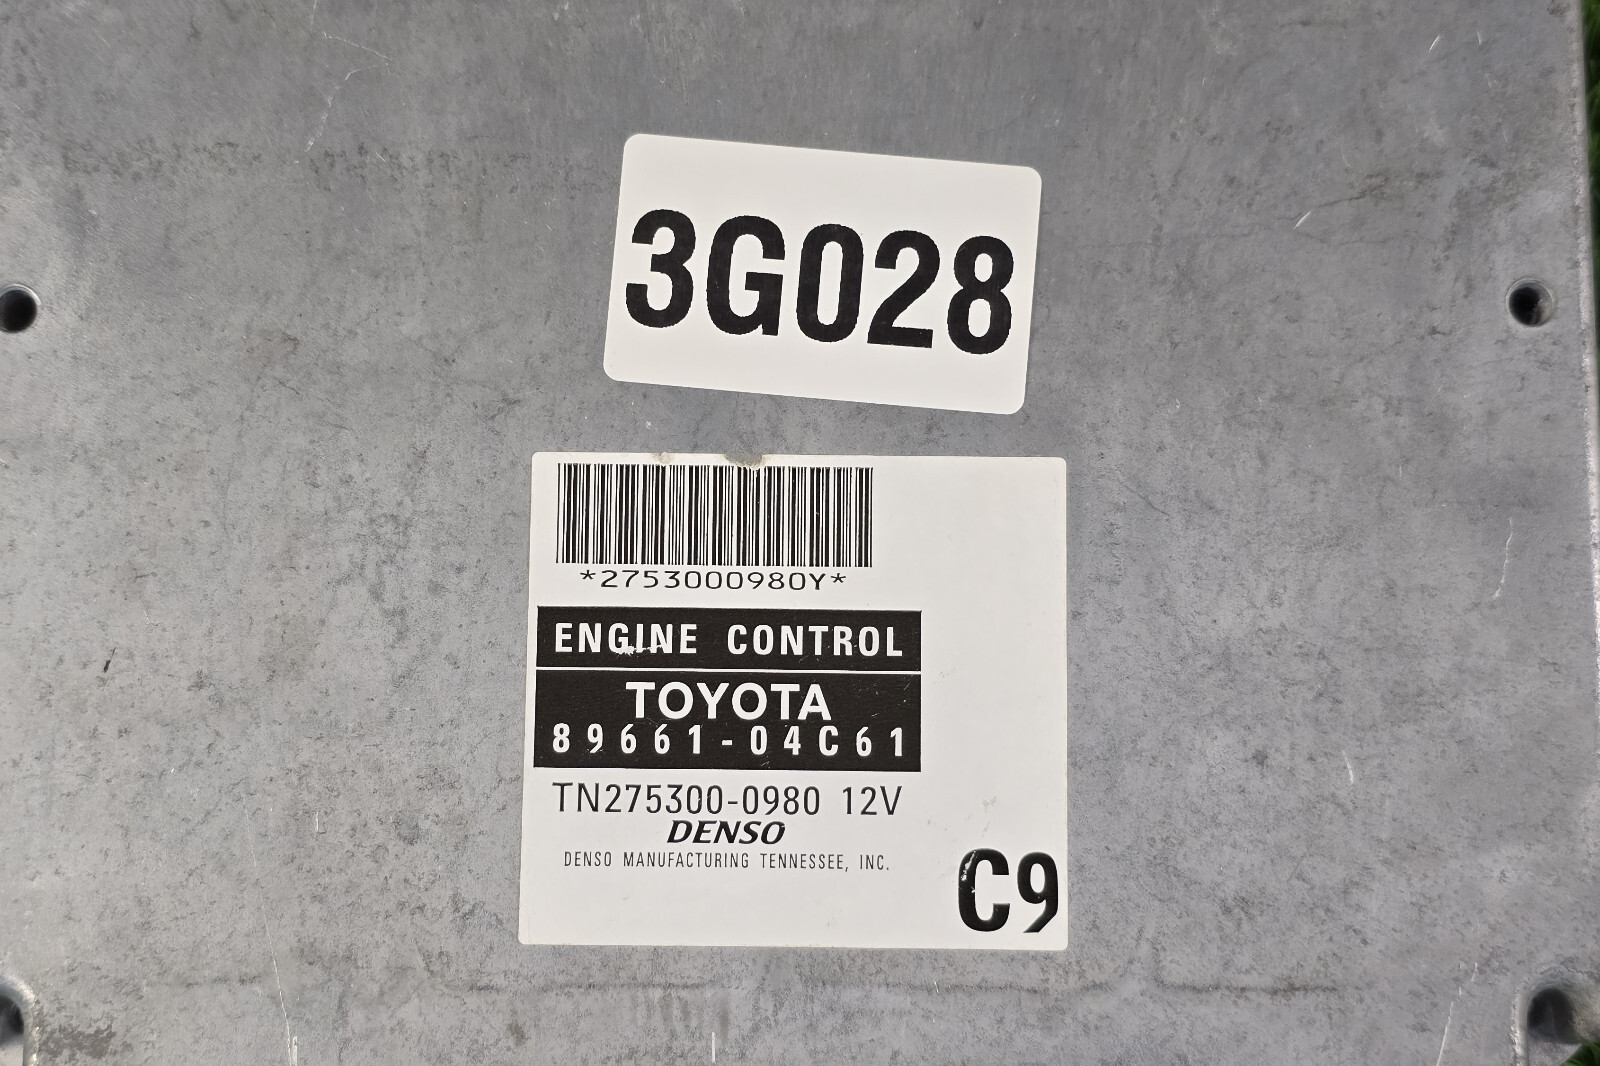 3G028
*2753000980Y*
ENGINE CONTROL
TOYOTA
89661-04C61
TN275300-0980 12V
DENSO
DENSO MANUFACTURING TENNESSEE, INC.
C9